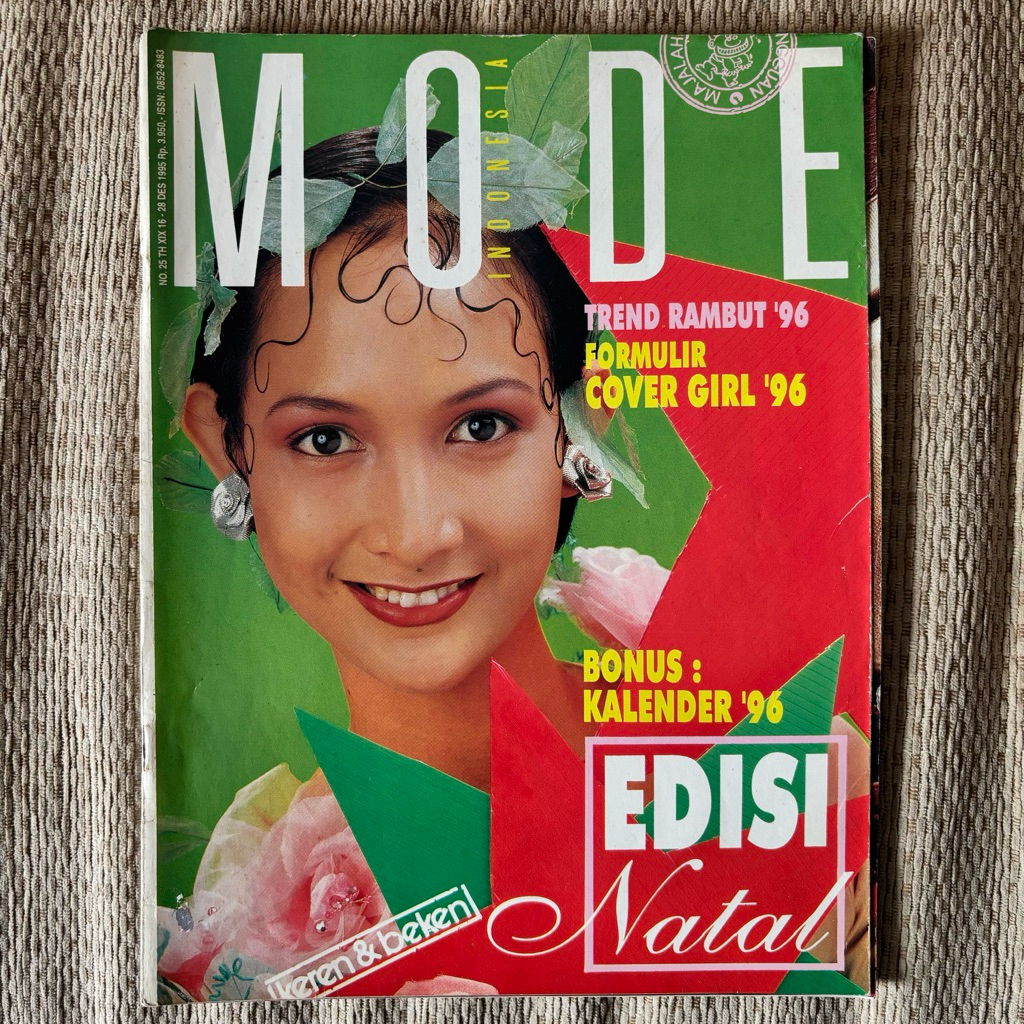 NO. 25 TH XIX 16 - 28 DES 1995 Rp. 3.950,- ISSN: 0852-8483
MODE
INDONESIA
MAJALAH
TREND RAMBUT '96
FORMULIR
COVER GIRL '96
BONUS :
KALENDER '96
EDISI
Natal
keren & beken